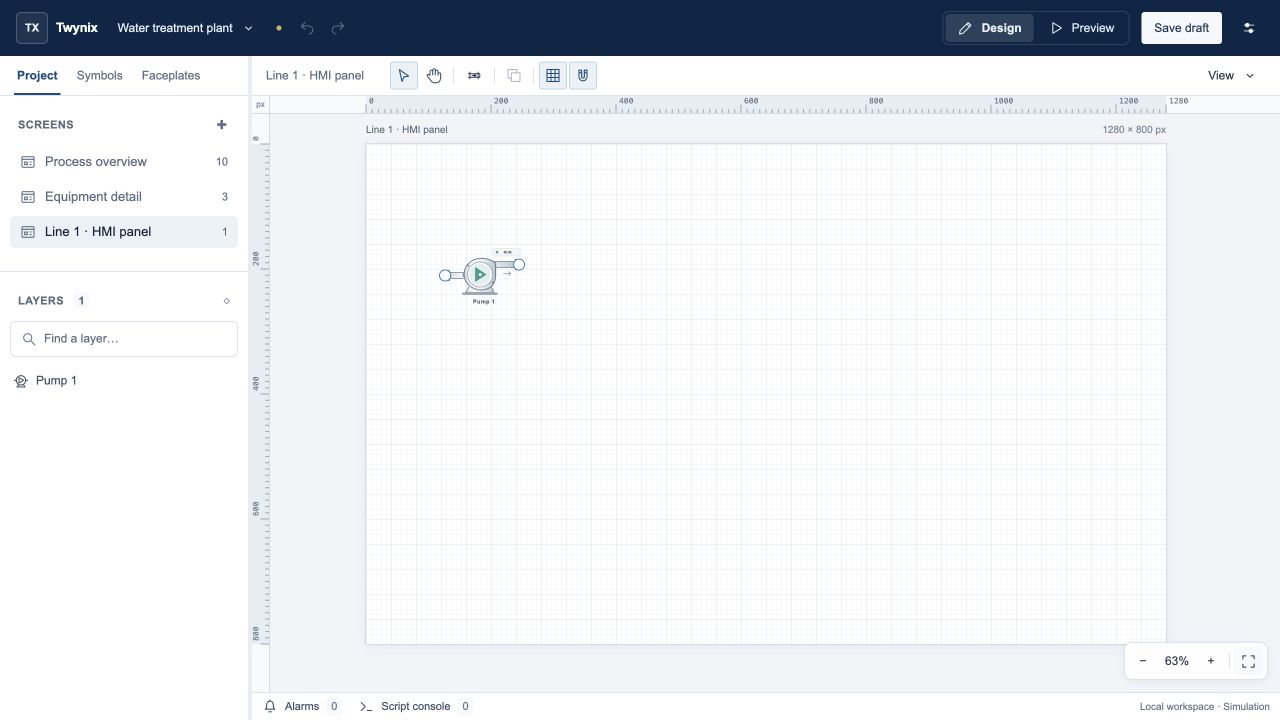 TX Twynix Water treatment plant Design Preview Save draft
Project Symbols Faceplates Line 1 · HMI panel View
px 0 200 400 600 800 1000 1200 1280
SCREENS
Line 1 · HMI panel 1280 × 800 px
0
Process overview 10
Equipment detail 3
Line 1 · HMI panel 1
RUN
200
Pump 1
LAYERS 1
Find a layer...
Pump 1
400
600
800
63%
Alarms 0 Script console 0 Local workspace · Simulation